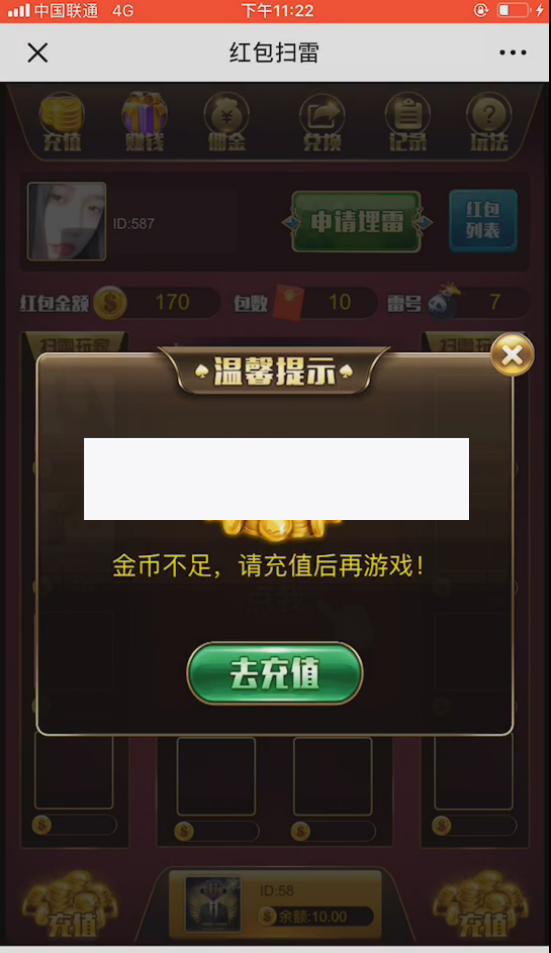 中国联通 4G 下午11:22
红包扫雷
充值 赚钱 佣金 兑换 记录 玩法
ID:587
申请埋雷
红包
列表
红包金额 170 包数 10 雷号 7
扫雷玩家 扫雷玩家
温馨提示
金币不足，请充值后再游戏！
去充值
ID:58
余额:10.00
充值 充值